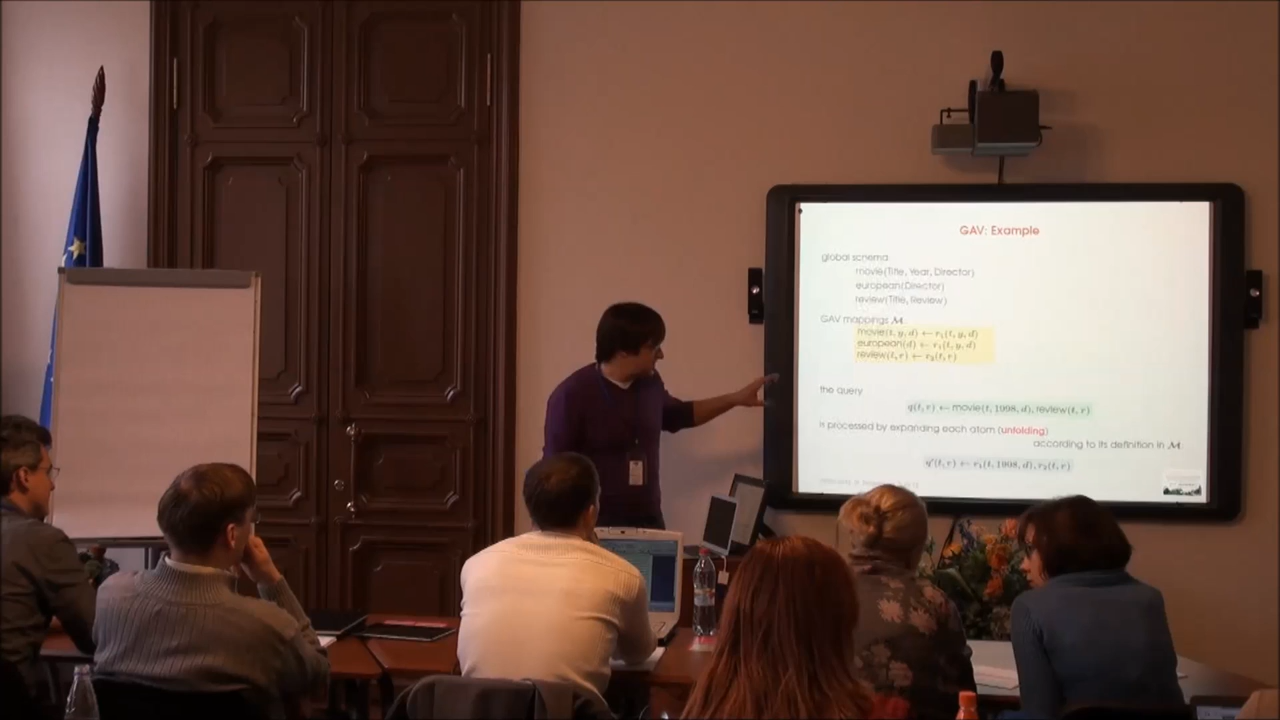 GAV: Example
global schema
movie(Title, Year, Director)
european(Director)
review(Title, Review)
GAV mappings M
movie(t, y, d) ← r₁(t, y, d)
european(d) ← r₁(t, y, d)
review(t, r) ← r₂(t, r)
the query
q(t, r) ← movie(t, 1998, d), review(t, r)
is processed by expanding each atom (unfolding)
according to its definition in M
q′(t, r) ← r₁(t, 1998, d), r₂(t, r)